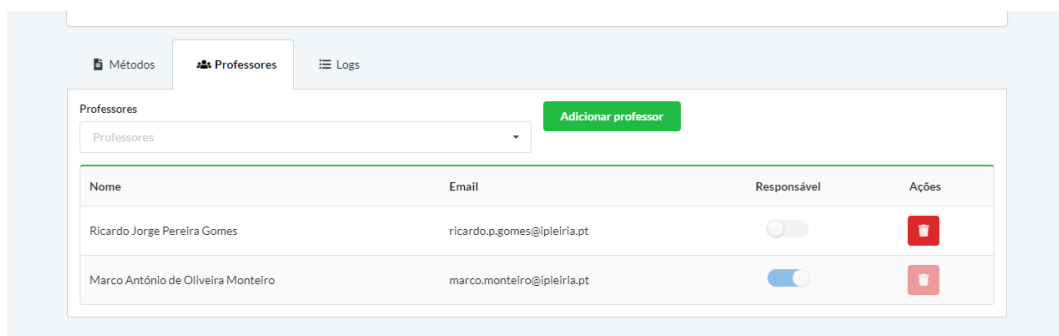 Métodos Professores Logs
Professores
Adicionar professor
Professores
Nome Email Responsável Ações
Ricardo Jorge Pereira Gomes ricardo.p.gomes@ipleiria.pt
Marco António de Oliveira Monteiro marco.monteiro@ipleiria.pt